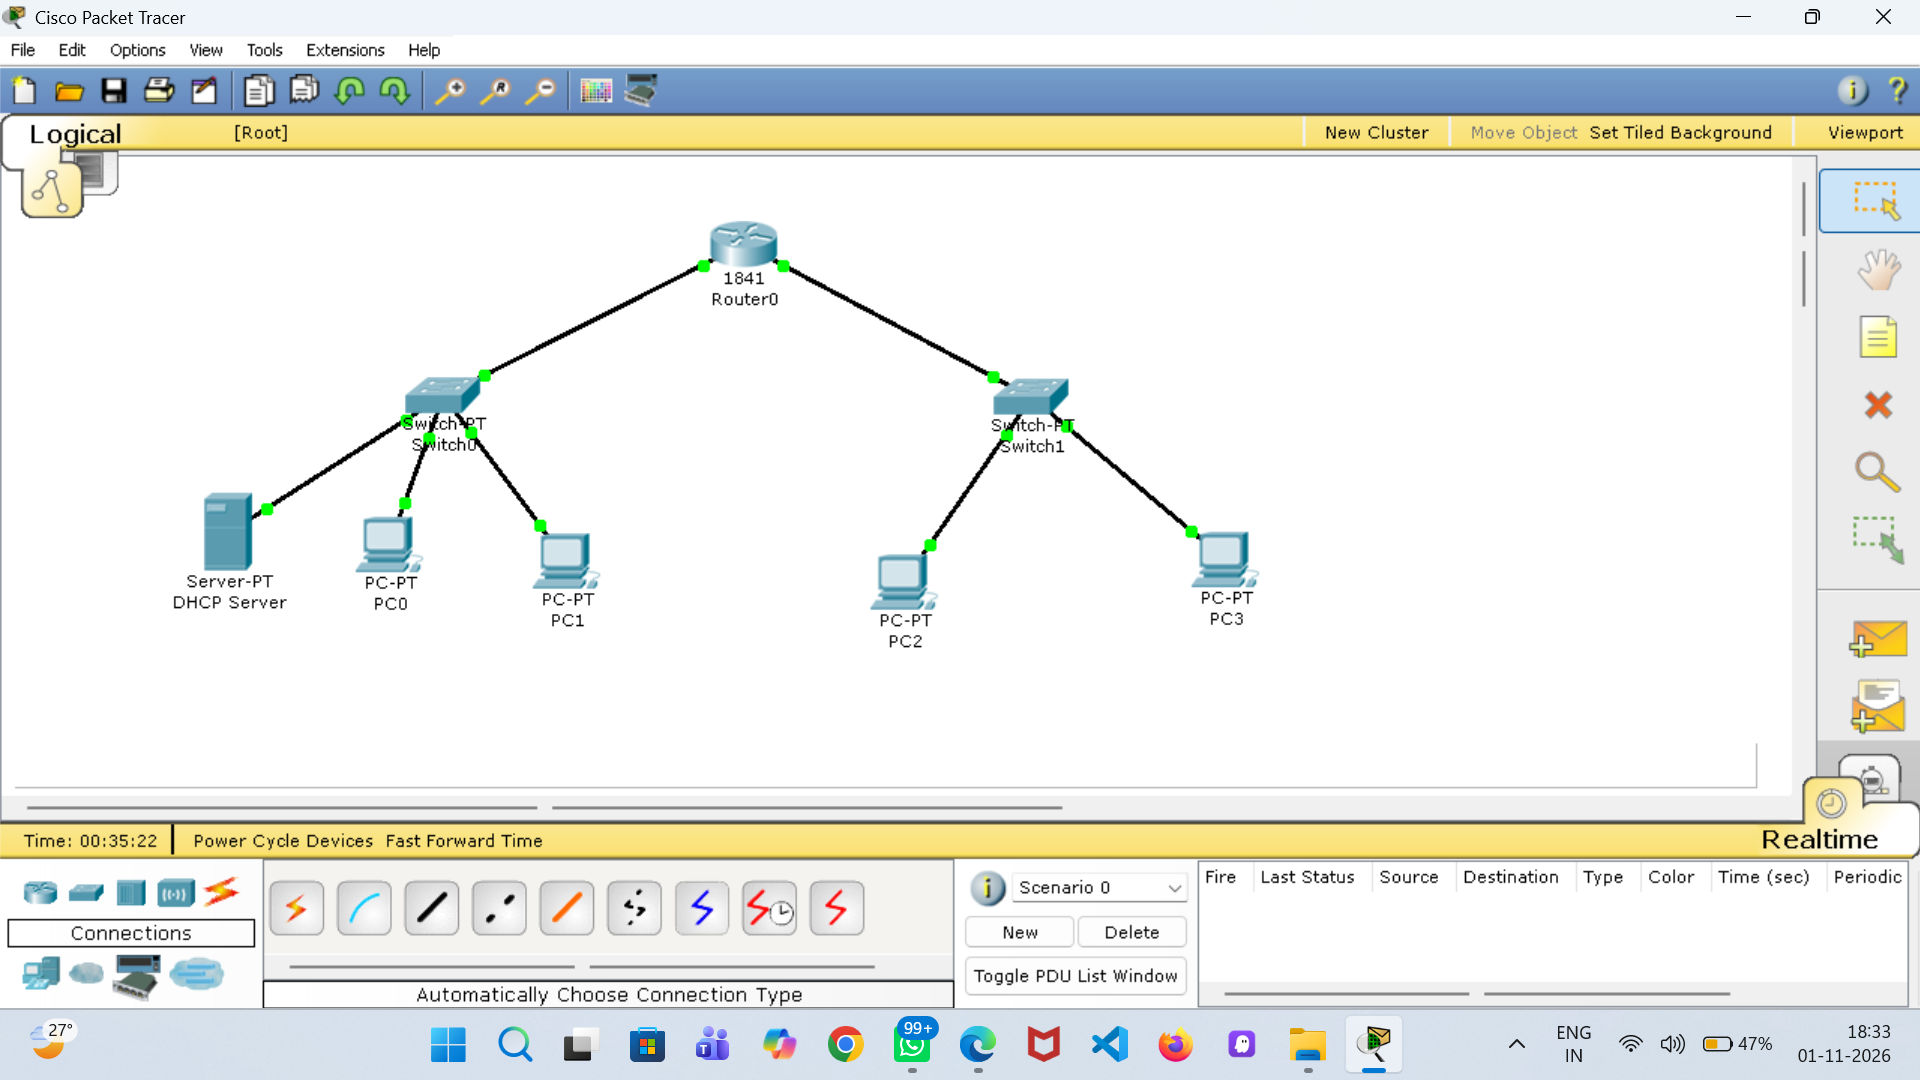 Cisco Packet Tracer
File Edit Options View Tools Extensions Help
Logical [Root] New Cluster Move Object Set Tiled Background Viewport
1841
Router0
Switch-PT
Switch0
Switch-PT
Switch1
Server-PT
DHCP Server
PC-PT
PC0
PC-PT
PC1
PC-PT
PC2
PC-PT
PC3
Time: 00:35:22 Power Cycle Devices Fast Forward Time Realtime
Connections
Automatically Choose Connection Type
Scenario 0
New Delete
Toggle PDU List Window
Fire Last Status Source Destination Type Color Time (sec) Periodic
27°
99+
ENG
IN
47%
18:33
01-11-2026